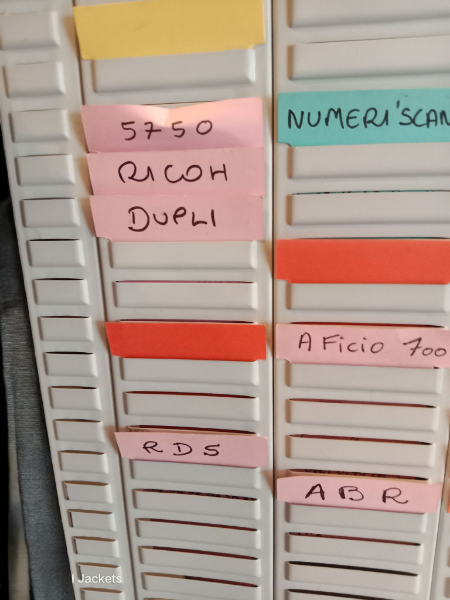 5750
RICOH
DUPLI
RDS
NUMERI'SCAN
AFicio 700
ABR
Jackets